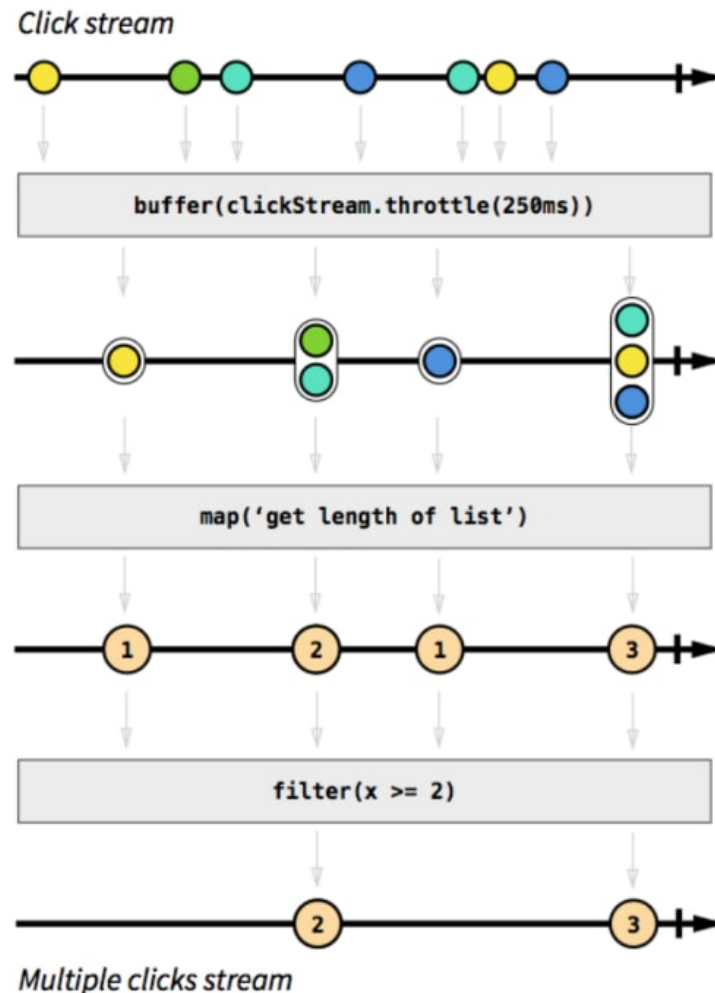 Click stream
buffer(clickStream.throttle(250ms))
map(‘get length of list’)
1 2 1 3
filter(x >= 2)
2 3
Multiple clicks stream